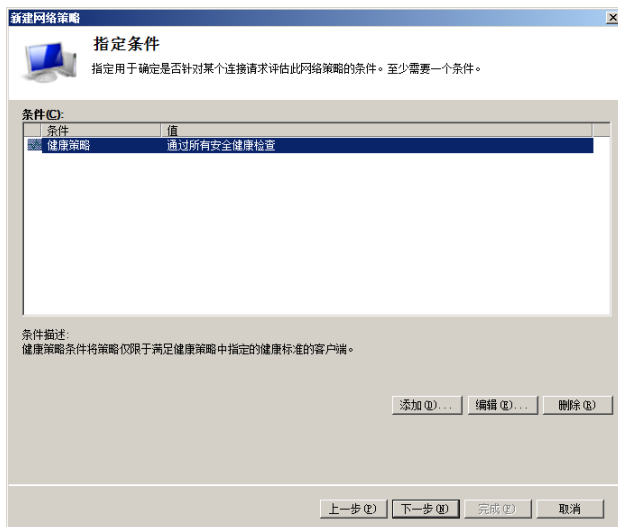 新建网络策略
指定条件
指定用于确定是否针对某个连接请求评估此网络策略的条件。至少需要一个条件。
条件(C):
条件 值
健康策略 通过所有安全健康检查
条件描述:
健康策略条件将策略仅限于满足健康策略中指定的健康标准的客户端。
添加(D)... 编辑(E)... 删除(R)
上一步(P) 下一步(N) 完成(F) 取消